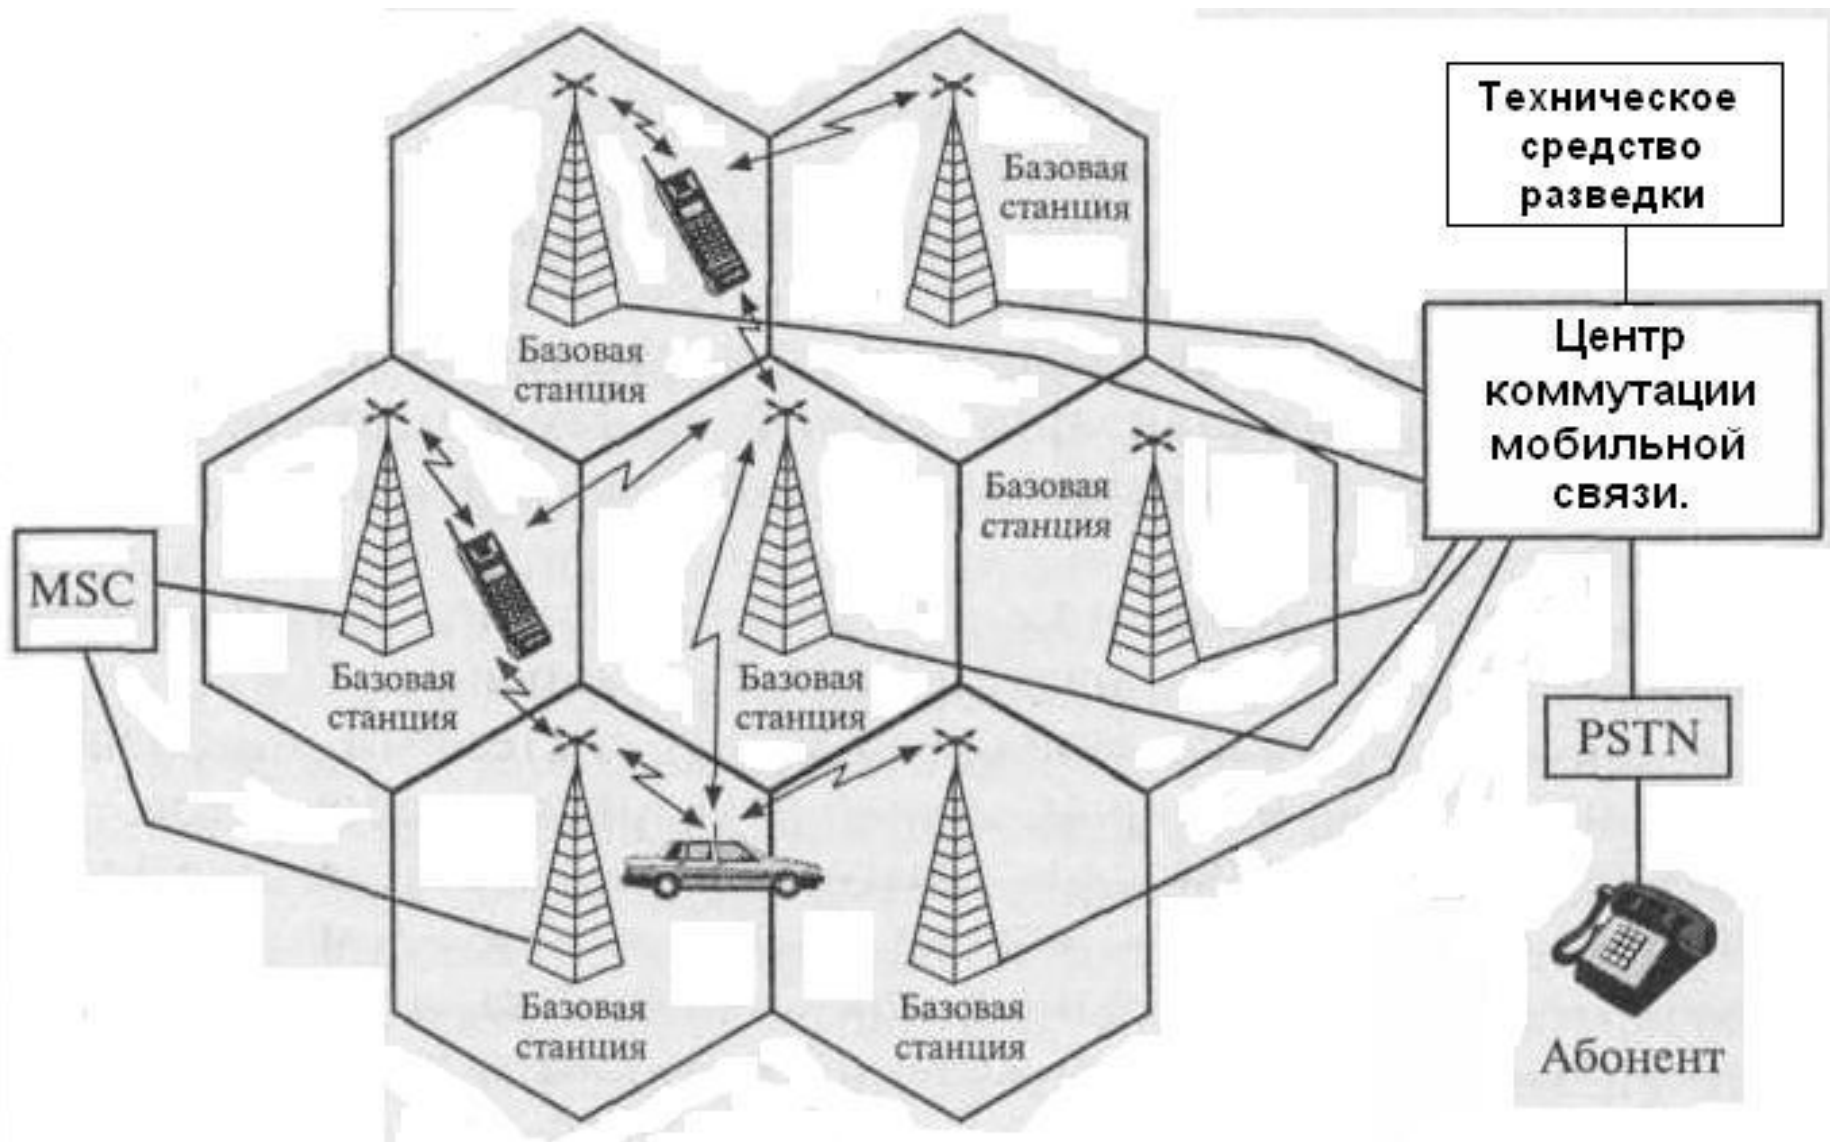 Техническое
средство
разведки
Базовая
станция
Базовая
станция
Центр
коммутации
мобильной
связи.
Базовая
станция
MSC
Базовая
станция
Базовая
станция
PSTN
Базовая
станция
Базовая
станция
Абонент